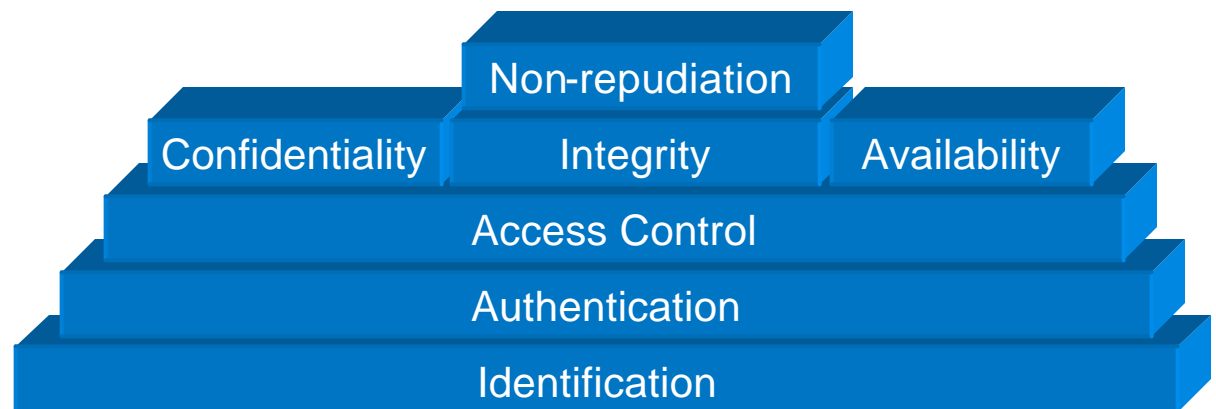 Non-repudiation
Confidentiality Integrity Availability
Access Control
Authentication
Identification